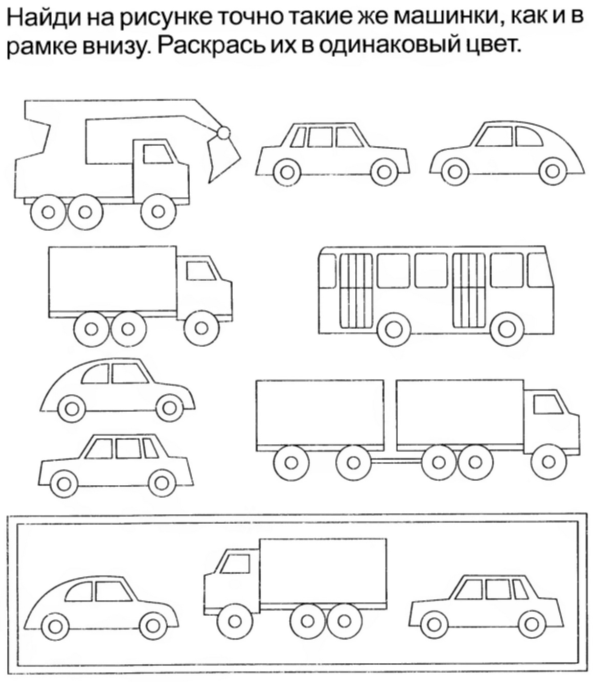 Найди на рисунке точно такие же машинки, как и в
рамке внизу. Раскрась их в одинаковый цвет.